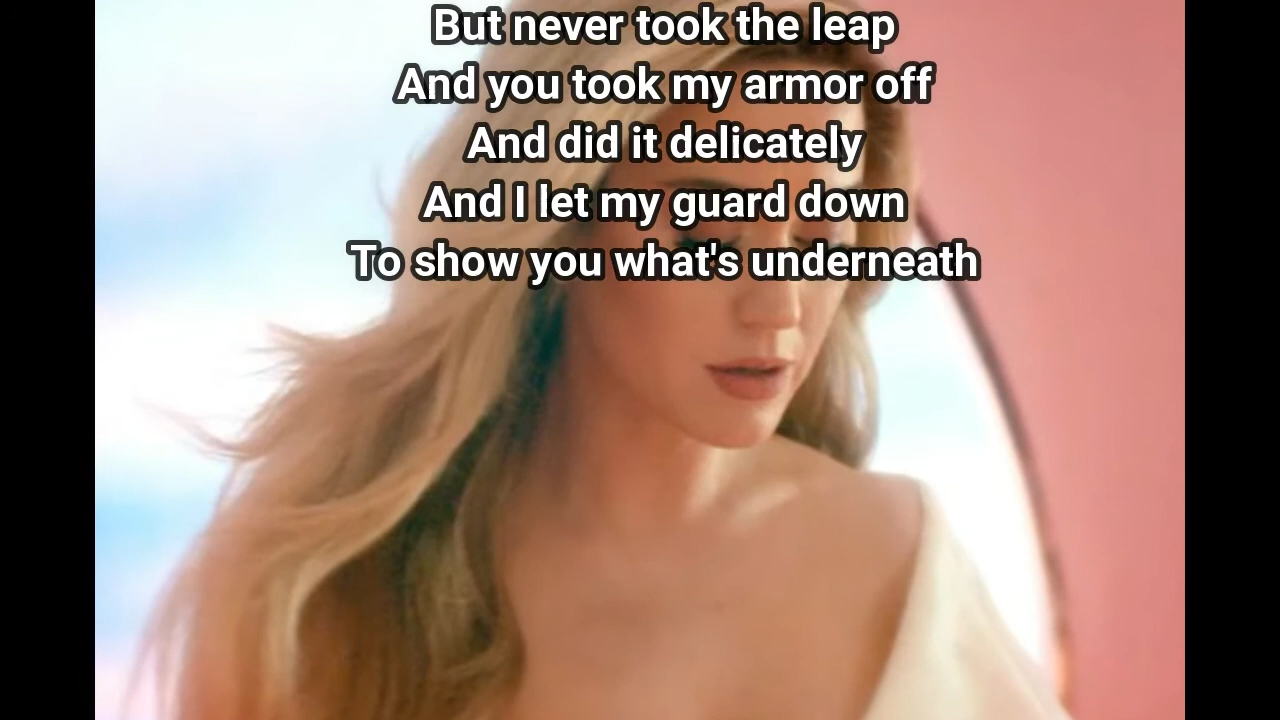 But never took the leap
And you took my armor off
And did it delicately
And I let my guard down
To show you what's underneath